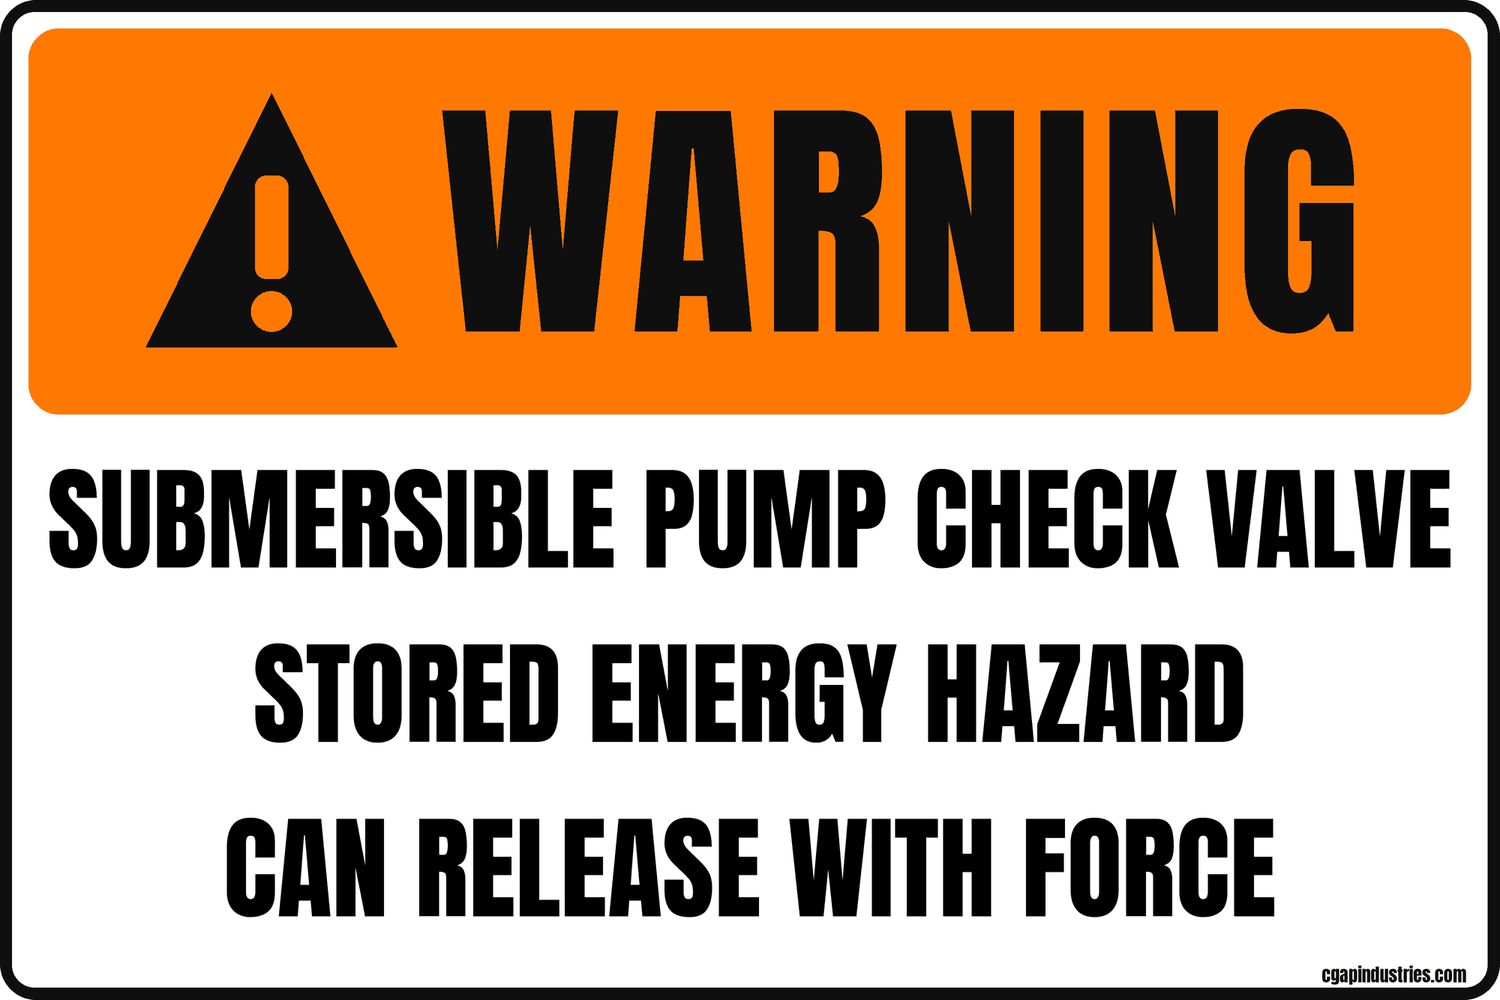 WARNING
SUBMERSIBLE PUMP CHECK VALVE
STORED ENERGY HAZARD
CAN RELEASE WITH FORCE
cgapindustries.com